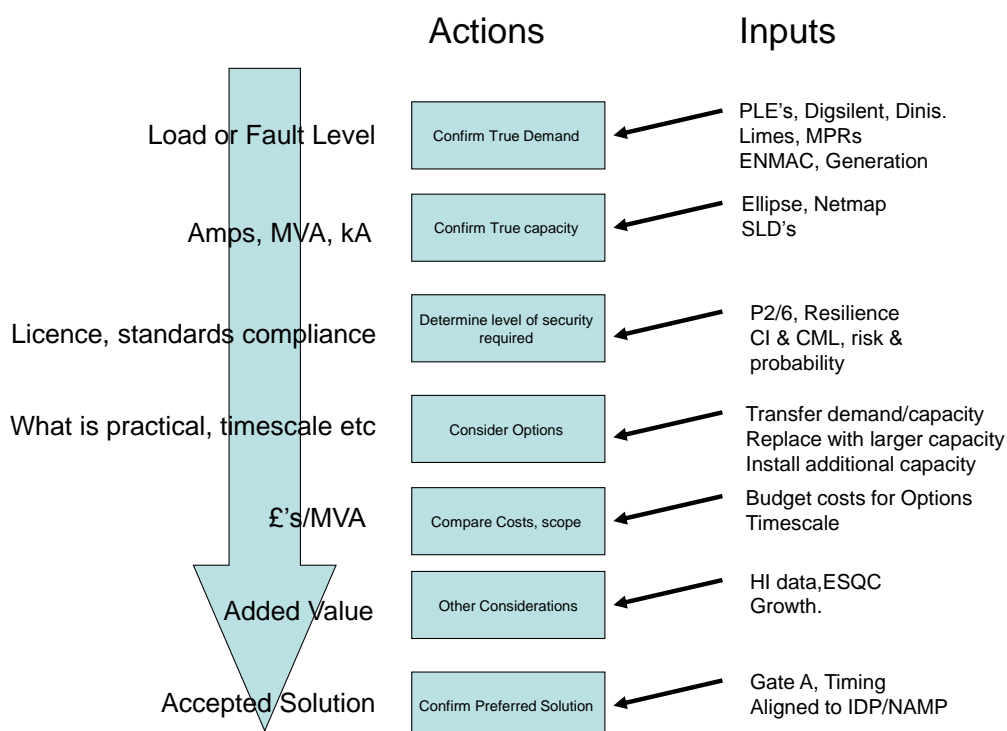 Actions
Inputs
Load or Fault Level
Confirm True Demand
PLE's, Digsilent, Dinis.
Limes, MPRs
ENMAC, Generation
Amps, MVA, kA
Confirm True capacity
Ellipse, Netmap
SLD's
Licence, standards compliance
Determine level of security
required
P2/6, Resilience
CI & CML, risk &
probability
What is practical, timescale etc
Consider Options
Transfer demand/capacity
Replace with larger capacity
Install additional capacity
£'s/MVA
Compare Costs, scope
Budget costs for Options
Timescale
Added Value
Other Considerations
HI data,ESQC
Growth.
Accepted Solution
Confirm Preferred Solution
Gate A, Timing
Aligned to IDP/NAMP